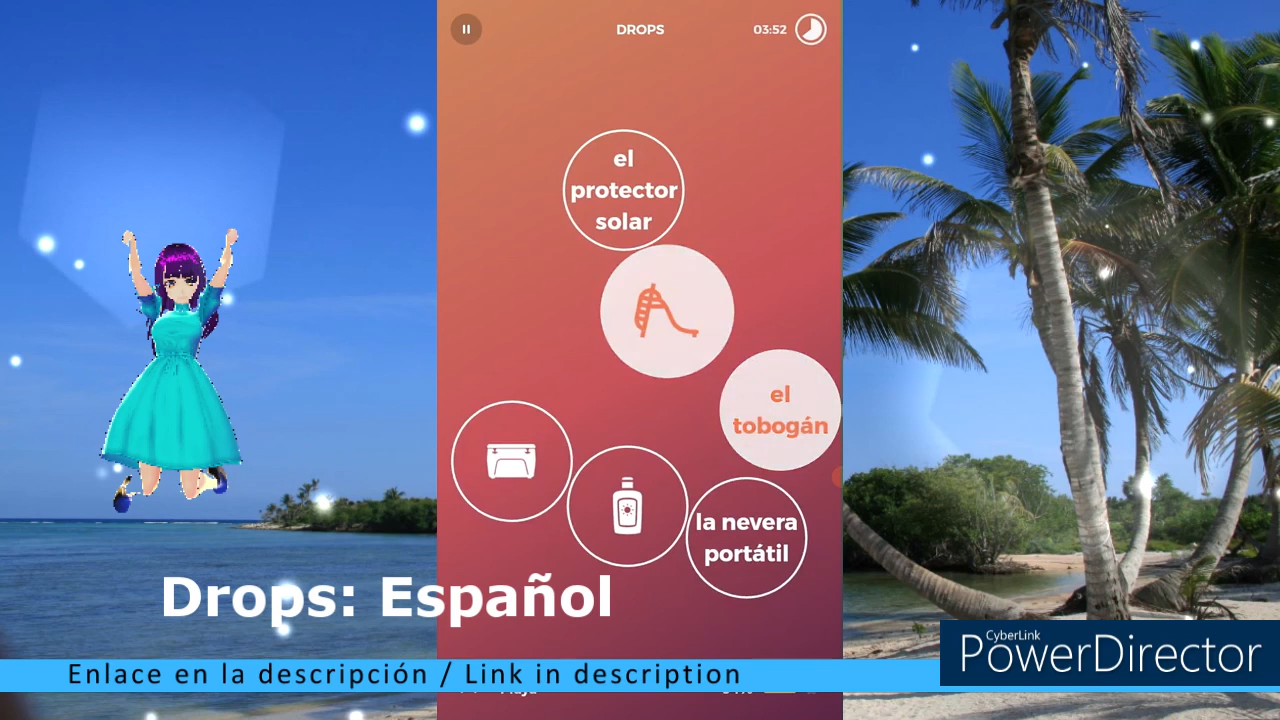 DROPS
03:52
el
protector
solar
el
tobogán
la nevera
portátil
Drops: Español
Enlace en la descripción / Link in description
CyberLink
PowerDirector